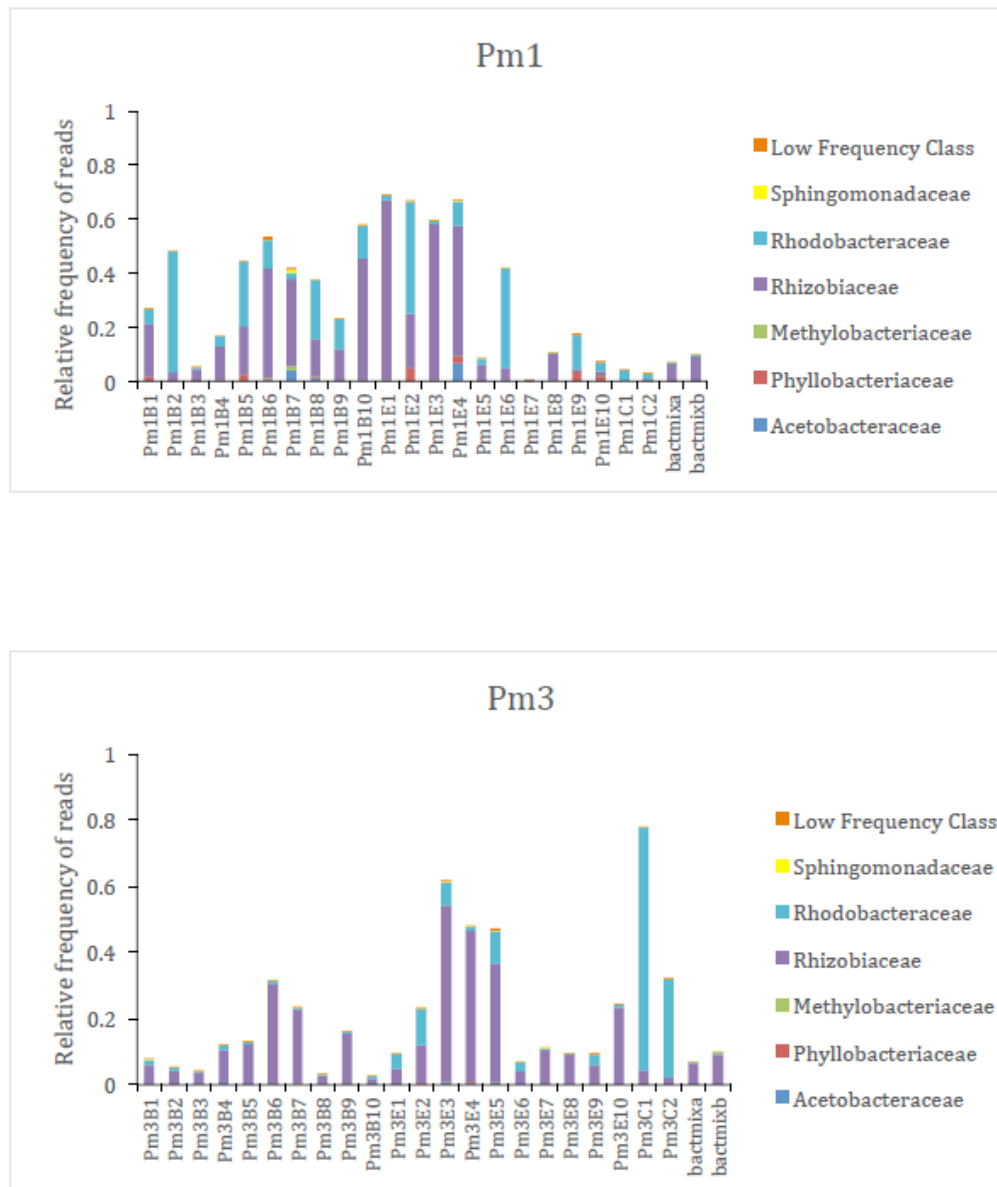 Pm1
Relative frequency of reads
1
0.8
0.6
0.4
0.2
0
Pm1B1
Pm1B2
Pm1B3
Pm1B4
Pm1B5
Pm1B6
Pm1B7
Pm1B8
Pm1B9
Pm1B10
Pm1E1
Pm1E2
Pm1E3
Pm1E4
Pm1E5
Pm1E6
Pm1E7
Pm1E8
Pm1E9
Pm1E10
Pm1C1
Pm1C2
bactmixa
bactmixb
Low Frequency Class
Sphingomonadaceae
Rhodobacteraceae
Rhizobiaceae
Methylobacteriaceae
Phyllobacteriaceae
Acetobacteraceae
Pm3
Relative frequency of reads
1
0.8
0.6
0.4
0.2
0
Pm3B1
Pm3B2
Pm3B3
Pm3B4
Pm3B5
Pm3B6
Pm3B7
Pm3B8
Pm3B9
Pm3B10
Pm3E1
Pm3E2
Pm3E3
Pm3E4
Pm3E5
Pm3E6
Pm3E7
Pm3E8
Pm3E9
Pm3E10
Pm3C1
Pm3C2
bactmixa
bactmixb
Low Frequency Class
Sphingomonadaceae
Rhodobacteraceae
Rhizobiaceae
Methylobacteriaceae
Phyllobacteriaceae
Acetobacteraceae